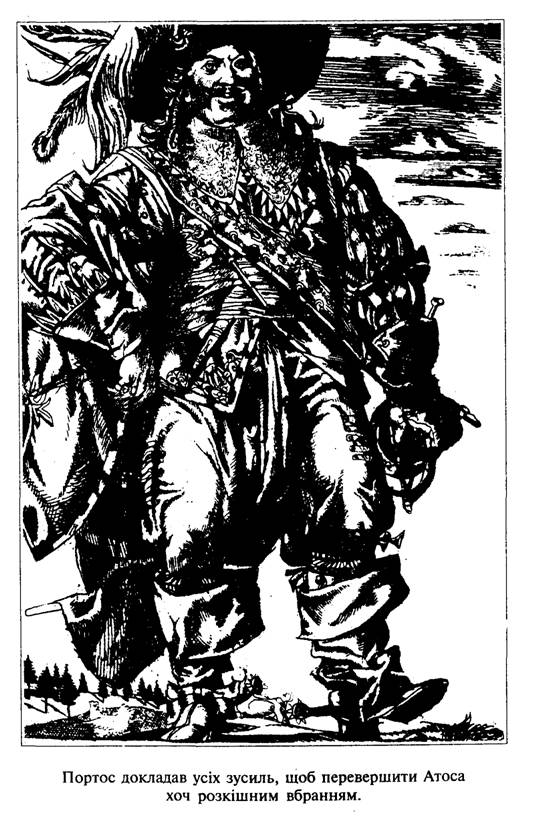 Портос докладав усіх зусиль, щоб перевершити Атоса
хоч розкішним вбранням.